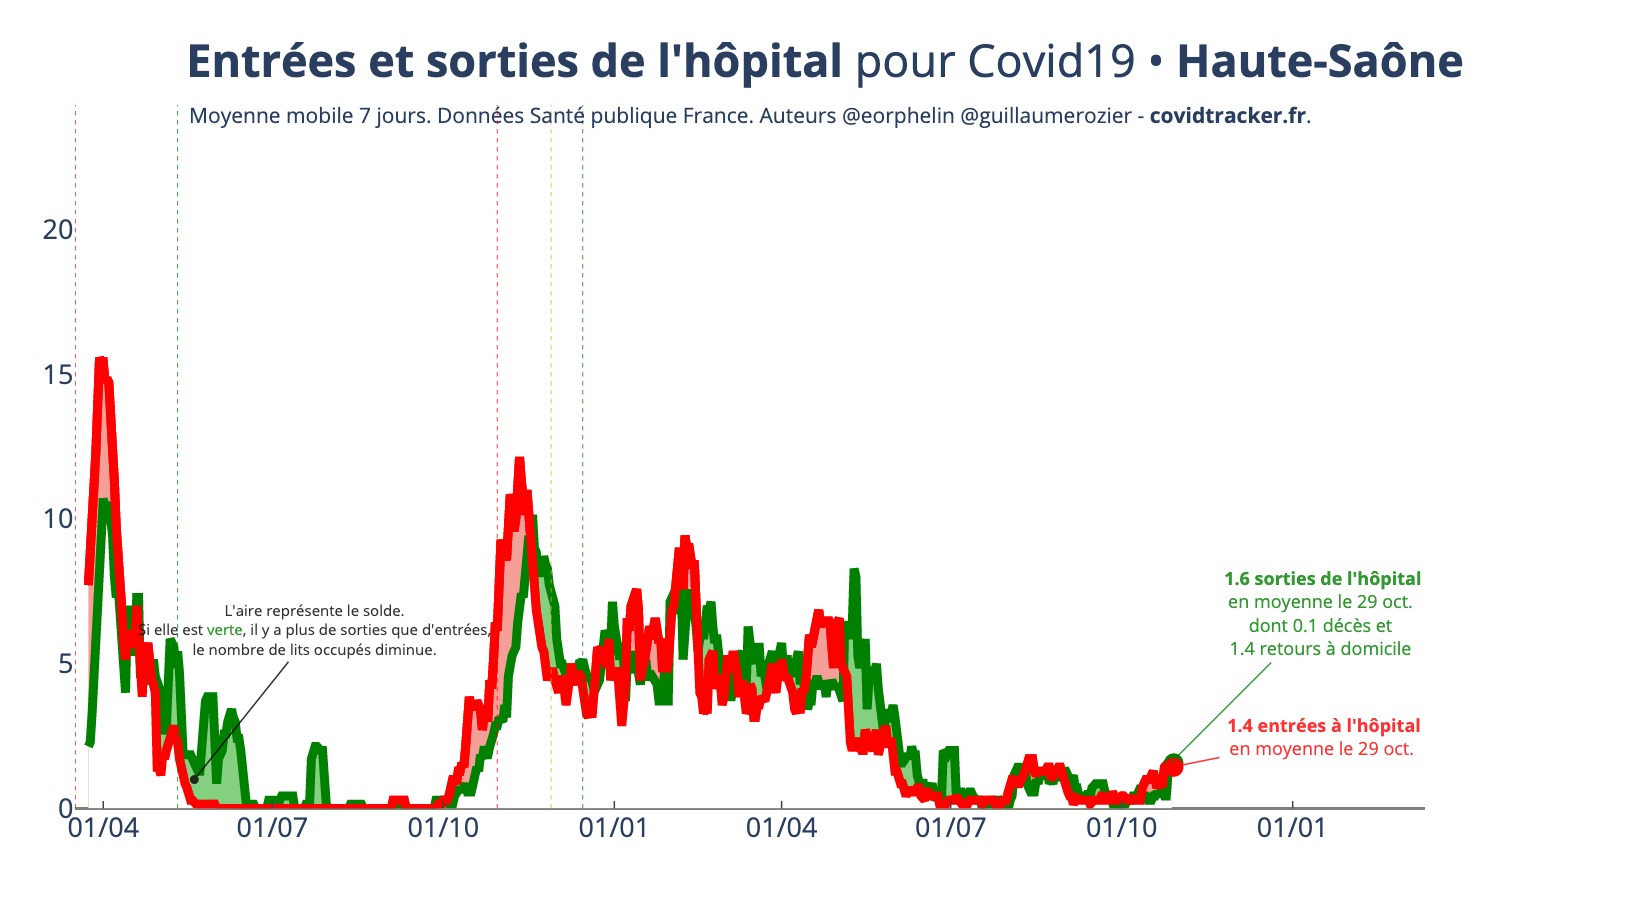 Entrées et sorties de l'hôpital pour Covid19 • Haute-Saône
Moyenne mobile 7 jours. Données Santé publique France. Auteurs @eorphelin @guillaumerozier - covidtracker.fr.
20
15
10
5
0
L'aire représente le solde.
Si elle est verte, il y a plus de sorties que d'entrées,
le nombre de lits occupés diminue.
1.6 sorties de l'hôpital
en moyenne le 29 oct.
dont 0.1 décès et
1.4 retours à domicile
1.4 entrées à l'hôpital
en moyenne le 29 oct.
01/04 01/07 01/10 01/01 01/04 01/07 01/10 01/01